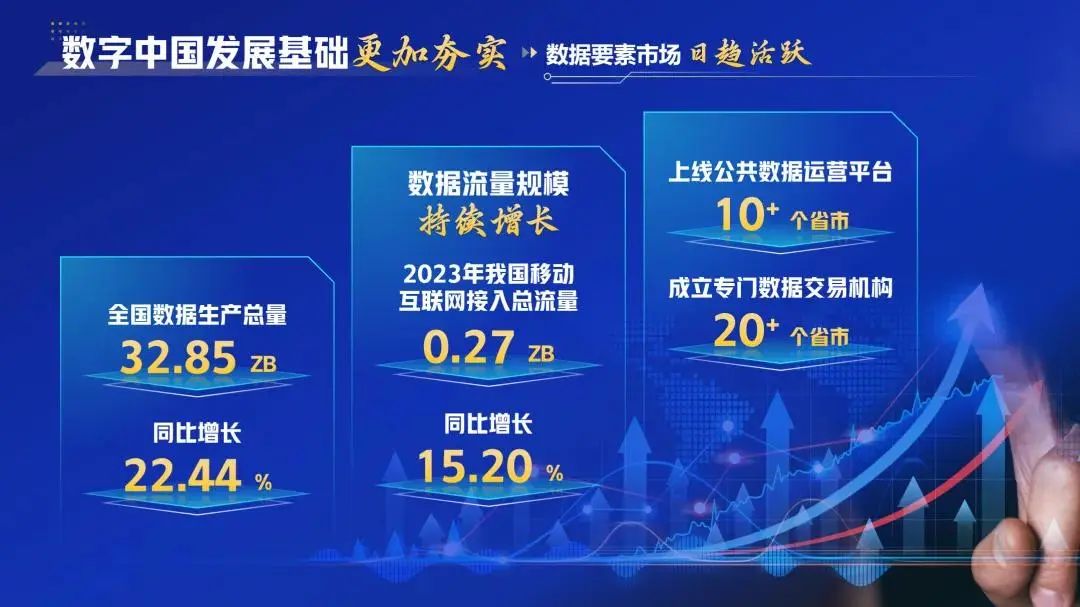 数字中国发展基础更加夯实 数据要素市场日趋活跃
全国数据生产总量
32.85 ZB
同比增长
22.44 %
数据流量规模
持续增长
2023年我国移动
互联网接入总流量
0.27 ZB
同比增长
15.20 %
上线公共数据运营平台
10+ 个省市
成立专门数据交易机构
20+ 个省市